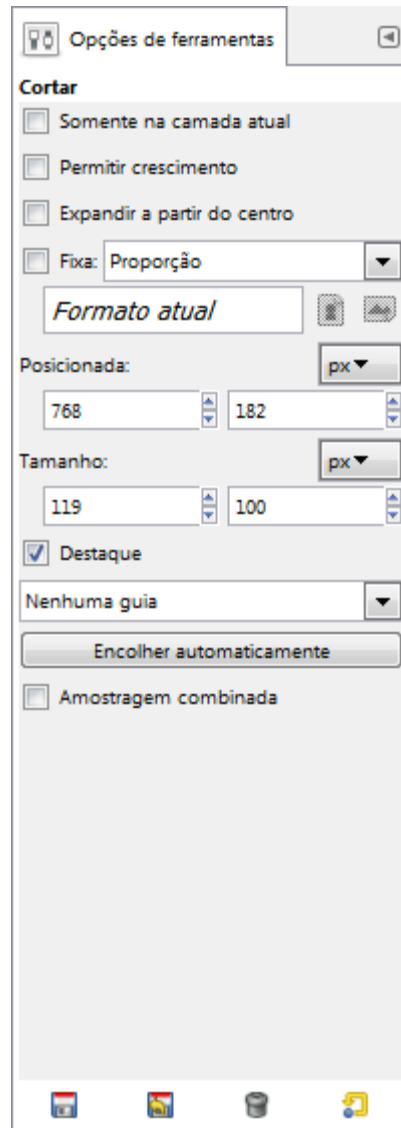 Opções de ferramentas
Cortar
Somente na camada atual
Permitir crescimento
Expandir a partir do centro
Fixa: Proporção
Formato atual
Posicionada: px
768 182
Tamanho: px
119 100
Destaque
Nenhuma guia
Encolher automaticamente
Amostragem combinada